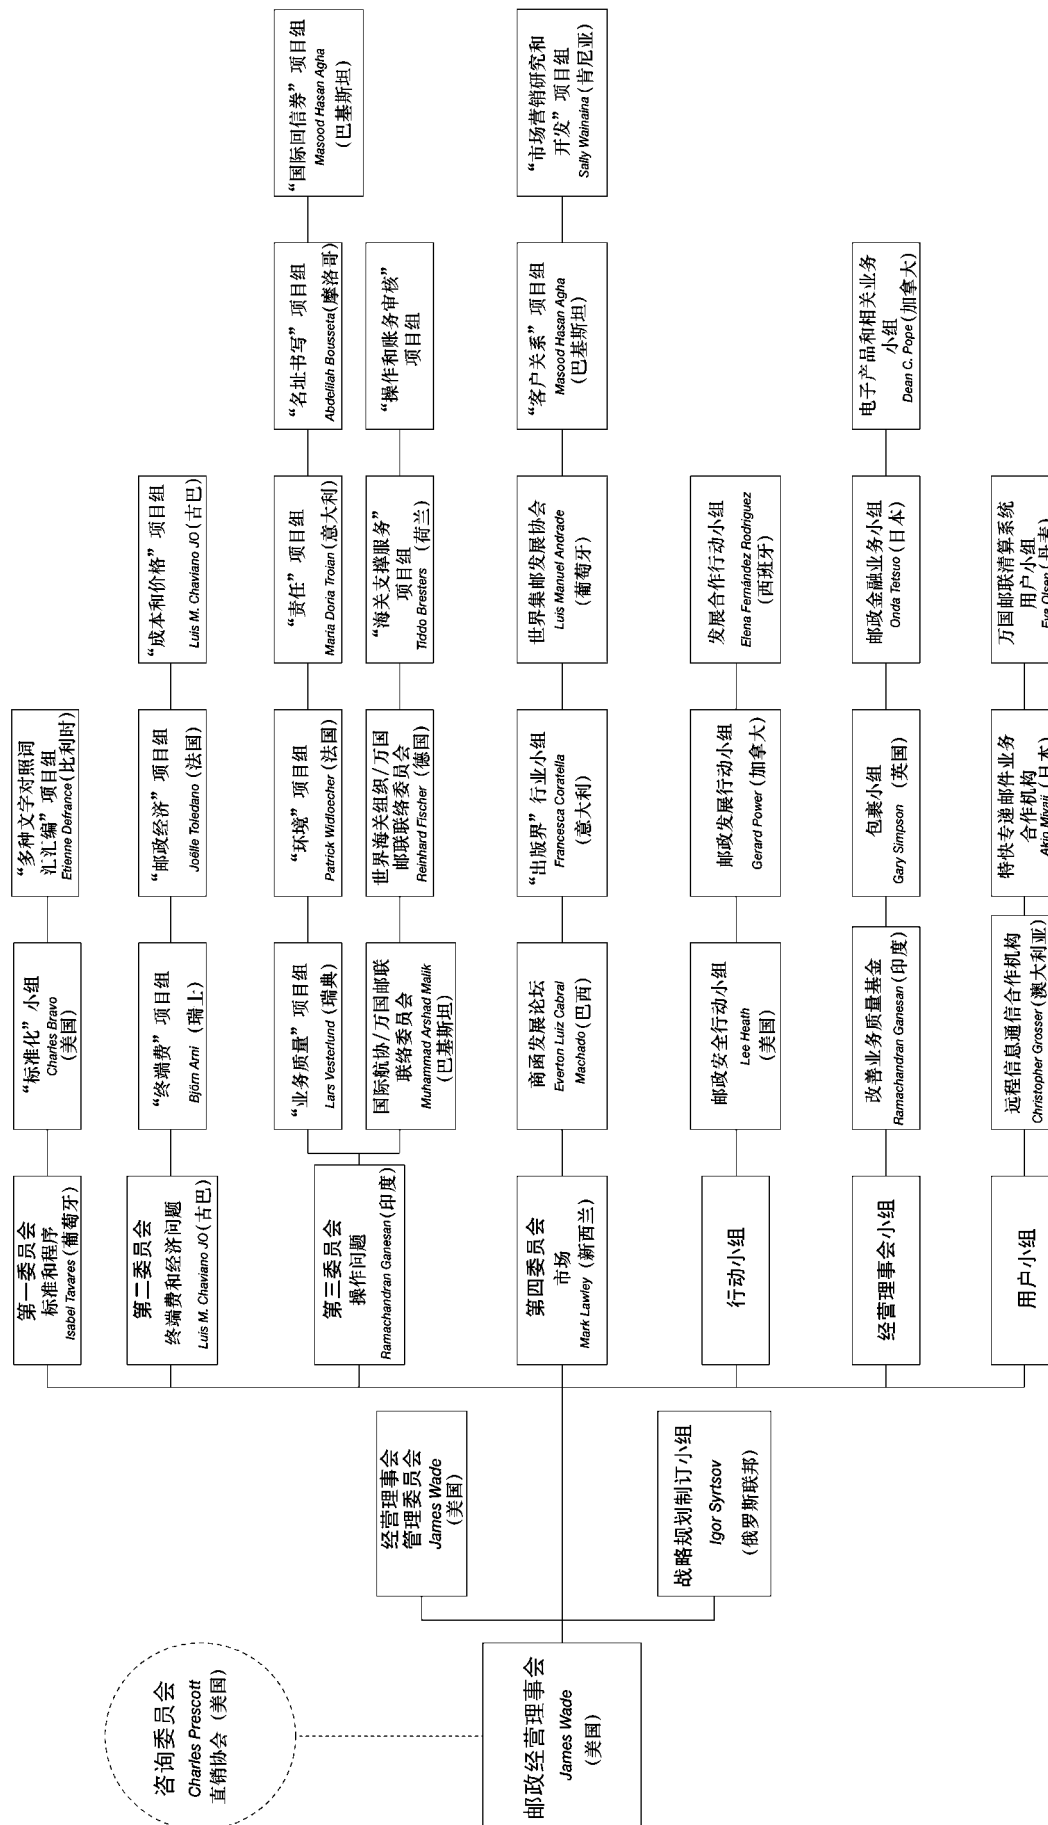 咨询委员会
Charles Prescott
直销协会（美国）
邮政经营理事会
James Wade
（美国）
经营理事会
管理委员会
James Wade
（美国）
战略规划制订小组
Igor Syrtsov
（俄罗斯联邦）
第一委员会
标准和程序
Isabel Tavares（葡萄牙）
“标准化”小组
Charles Bravo
（美国）
“多种文字对照词
汇汇编”项目组
Etienne Defrance（比利时）
第二委员会
终端费和经济问题
Luis M. Chaviano JO（古巴）
“终端费”项目组
Björn Arni （瑞士）
“邮政经济”项目组
Joëlle Toledano（法国）
“成本和价格”项目组
Luis M. Chaviano JO（古巴）
第三委员会
操作问题
Ramachandran Ganesan（印度）
“业务质量”项目组
Lars Vesterlund（瑞典）
“环境”项目组
Patrick Widloecher（法国）
“责任”项目组
Maria Doria Troian（意大利）
“名址书写”项目组
Abdelilah Bousseta（摩洛哥）
“国际回信券”项目组
Masood Hasan Agha
（巴基斯坦）
国际航协/万国邮联
联络委员会
Muhammad Arshad Malik
（巴基斯坦）
世界海关组织/万国
邮联联络委员会
Reinhard Fischer（德国）
“海关支撑服务”
项目组
Tiddo Bresters （荷兰）
“操作和账务审核”
项目组
第四委员会
市场
Mark Lawley（新西兰）
商函发展论坛
Everton Luiz Cabral
Machado（巴西）
“出版界”行业小组
Francesca Coratella
（意大利）
世界集邮发展协会
Luis Manuel Andrade
（葡萄牙）
“客户关系”项目组
Masood Hasan Agha
（巴基斯坦）
“市场营销研究和
开发”项目组
Sally Wainaina（肯尼亚）
行动小组
邮政安全行动小组
Lee Heath
（美国）
邮政发展行动小组
Gerard Power（加拿大）
发展合作行动小组
Elena Fernández Rodriguez
（西班牙）
经营理事会小组
改善业务质量基金
Ramachandran Ganesan（印度）
包裹小组
Gary Simpson （英国）
邮政金融业务小组
Onda Tetsuo（日本）
电子产品和相关业务
小组
Dean C. Pope（加拿大）
用户小组
远程信息通信合作机构
Christopher Grosser（澳大利亚）
特快专递邮件业务
合作机构
Akio Miyaji（日本）
万国邮联清算系统
用户小组
Eva Olsen（丹麦）